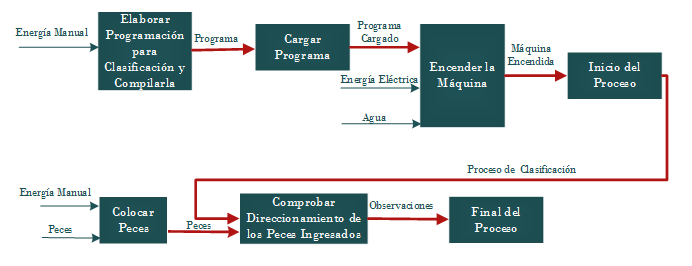 Energía Manual
Elaborar
Programación
para
Clasificación y
Compilarla
Programa
Cargar
Programa
Programa
Cargado
Energía Eléctrica
Agua
Encender la
Máquina
Máquina
Encendida
Inicio del
Proceso
Proceso de Clasificación
Energía Manual
Peces
Colocar
Peces
Peces
Comprobar
Direccionamiento de
los Peces Ingresados
Observaciones
Final del
Proceso